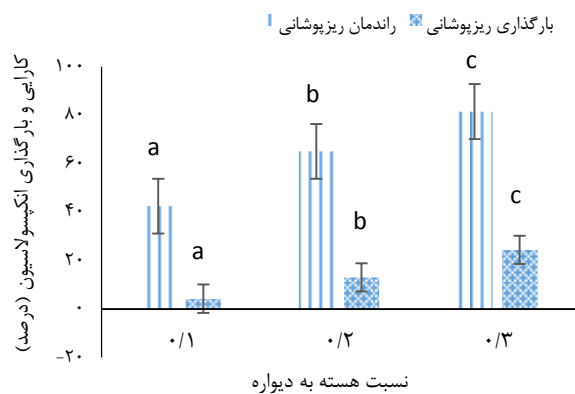 بارگذاری ریزپوشانی
راندمان ریزپوشانی
کارایی و بارگذاری انکپسولاسیون (درصد)
۱۰۰
۸۰
۶۰
۴۰
۲۰
۰
-۲۰
a
a
b
b
c
c
۰/۱
۰/۲
۰/۳
نسبت هسته به دیواره